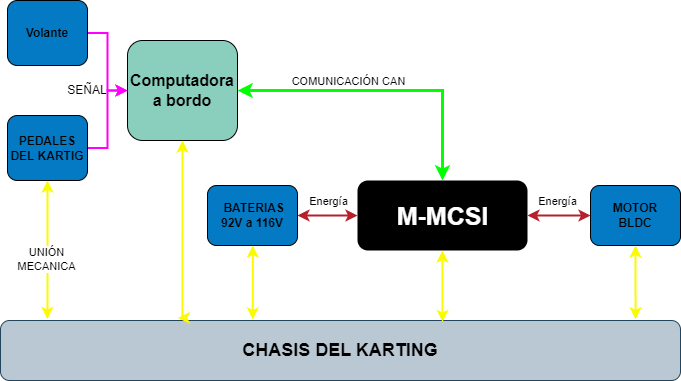 Volante
SEÑAL
Computadora
a bordo
COMUNICACIÓN CAN
PEDALES
DEL KARTIG
BATERIAS
92V a 116V
Energía
M-MCSI
Energía
MOTOR
BLDC
UNIÓN
MECANICA
CHASIS DEL KARTING